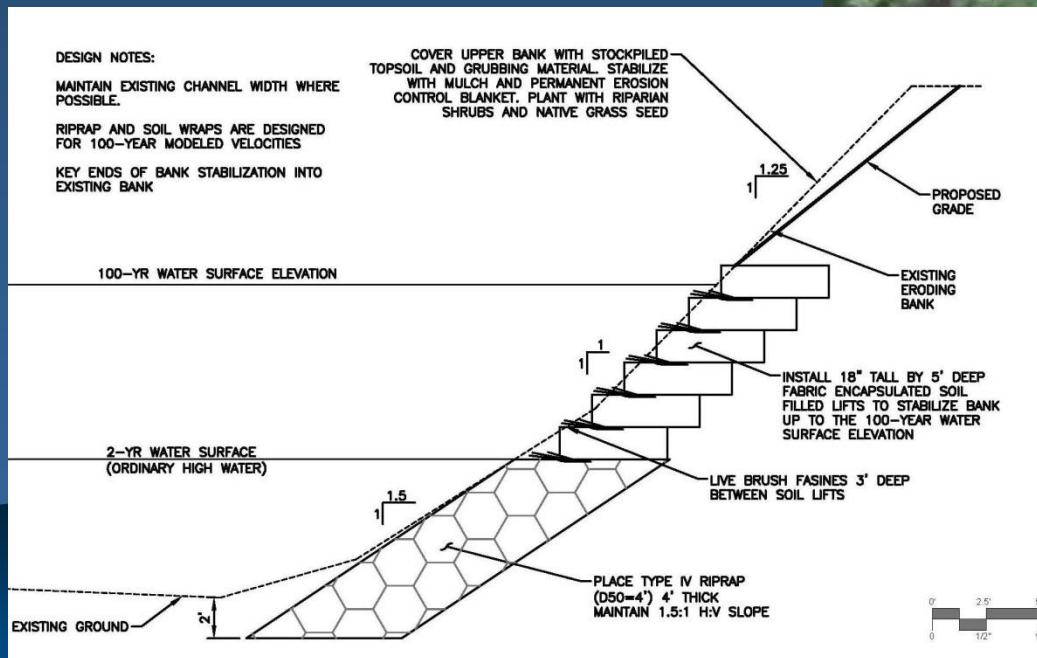 DESIGN NOTES:
MAINTAIN EXISTING CHANNEL WIDTH WHERE
POSSIBLE.
RIPRAP AND SOIL WRAPS ARE DESIGNED
FOR 100-YEAR MODELED VELOCITIES
KEY ENDS OF BANK STABILIZATION INTO
EXISTING BANK
COVER UPPER BANK WITH STOCKPILED
TOPSOIL AND GRUBBING MATERIAL. STABILIZE
WITH MULCH AND PERMANENT EROSION
CONTROL BLANKET. PLANT WITH RIPARIAN
SHRUBS AND NATIVE GRASS SEED
1.25
1
PROPOSED
GRADE
EXISTING
ERODING
BANK
100-YR WATER SURFACE ELEVATION
1
1
INSTALL 18" TALL BY 5' DEEP
FABRIC ENCAPSULATED SOIL
FILLED LIFTS TO STABILIZE BANK
UP TO THE 100-YEAR WATER
SURFACE ELEVATION
2-YR WATER SURFACE
(ORDINARY HIGH WATER)
LIVE BRUSH FASINES 3' DEEP
BETWEEN SOIL LIFTS
1.5
1
PLACE TYPE IV RIPRAP
(D50=4') 4' THICK
MAINTAIN 1.5:1 H:V SLOPE
2'
EXISTING GROUND
0' 2.5'
0 1/2"